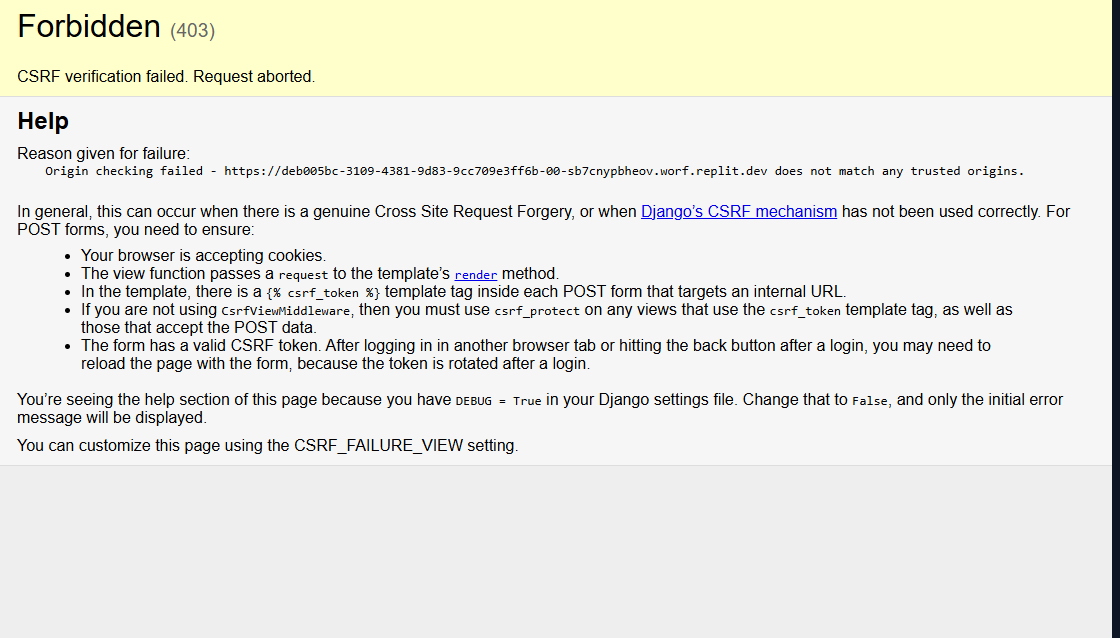 Forbidden (403)
CSRF verification failed. Request aborted.
Help
Reason given for failure:
Origin checking failed - https://deb005bc-3109-4381-9d83-9cc709e3ff6b-00-sb7cnypbheov.worf.replit.dev does not match any trusted origins.
In general, this can occur when there is a genuine Cross Site Request Forgery, or when Django’s CSRF mechanism has not been used correctly. For
POST forms, you need to ensure:
• Your browser is accepting cookies.
• The view function passes a request to the template’s render method.
• In the template, there is a {% csrf_token %} template tag inside each POST form that targets an internal URL.
• If you are not using CsrfViewMiddleware, then you must use csrf_protect on any views that use the csrf_token template tag, as well as
those that accept the POST data.
• The form has a valid CSRF token. After logging in in another browser tab or hitting the back button after a login, you may need to
reload the page with the form, because the token is rotated after a login.
You’re seeing the help section of this page because you have DEBUG = True in your Django settings file. Change that to False, and only the initial error
message will be displayed.
You can customize this page using the CSRF_FAILURE_VIEW setting.